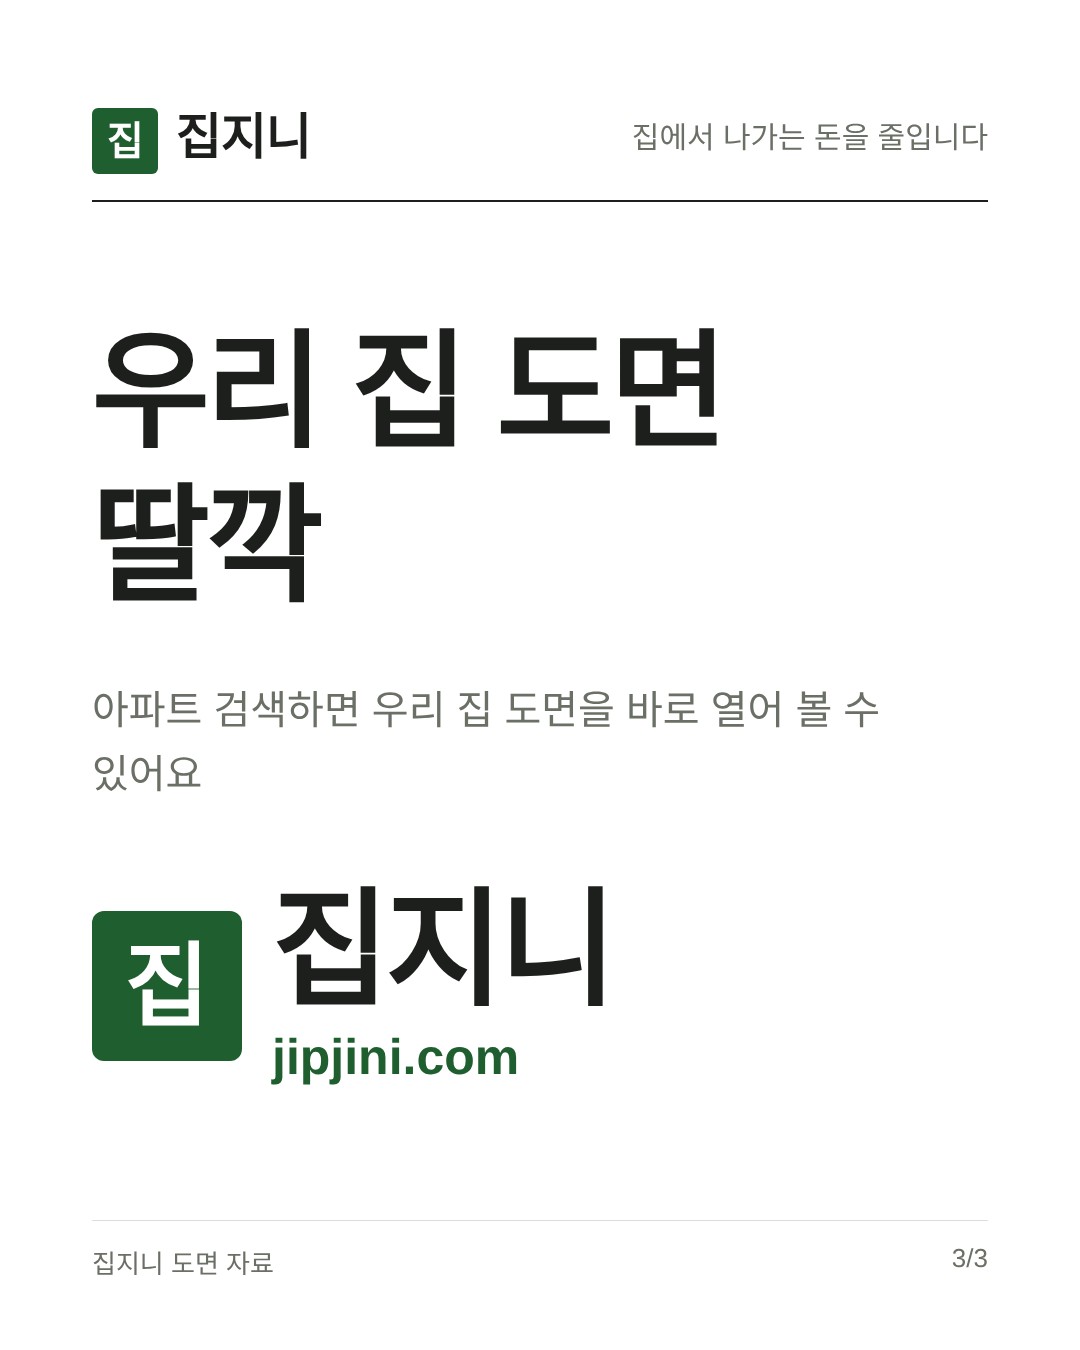 집 집지니
집에서 나가는 돈을 줄입니다
우리 집 도면
딸깍
아파트 검색하면 우리 집 도면을 바로 열어 볼 수
있어요
집 집지니
jipjini.com
집지니 도면 자료
3/3